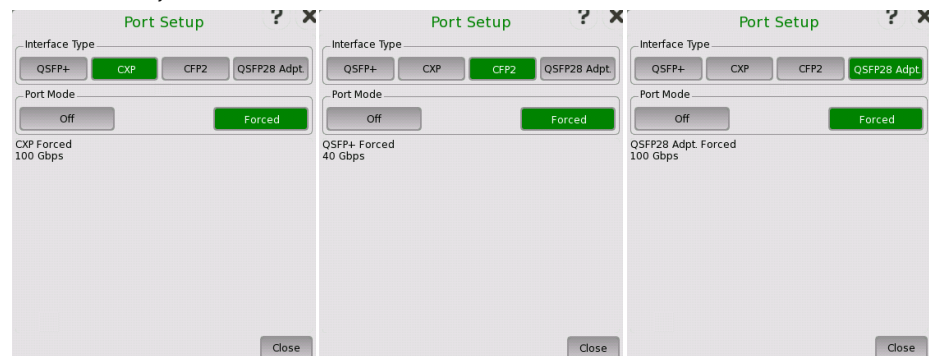 Port Setup ? X
Interface Type
QSFP+ CXP CFP2 QSFP28 Adpt.
Port Mode
Off Forced
CXP Forced
100 Gbps
Close
Port Setup ? X
Interface Type
QSFP+ CXP CFP2 QSFP28 Adpt.
Port Mode
Off Forced
QSFP+ Forced
40 Gbps
Close
Port Setup ? X
Interface Type
QSFP+ CXP CFP2 QSFP28 Adpt.
Port Mode
Off Forced
QSFP28 Adpt. Forced
100 Gbps
Close